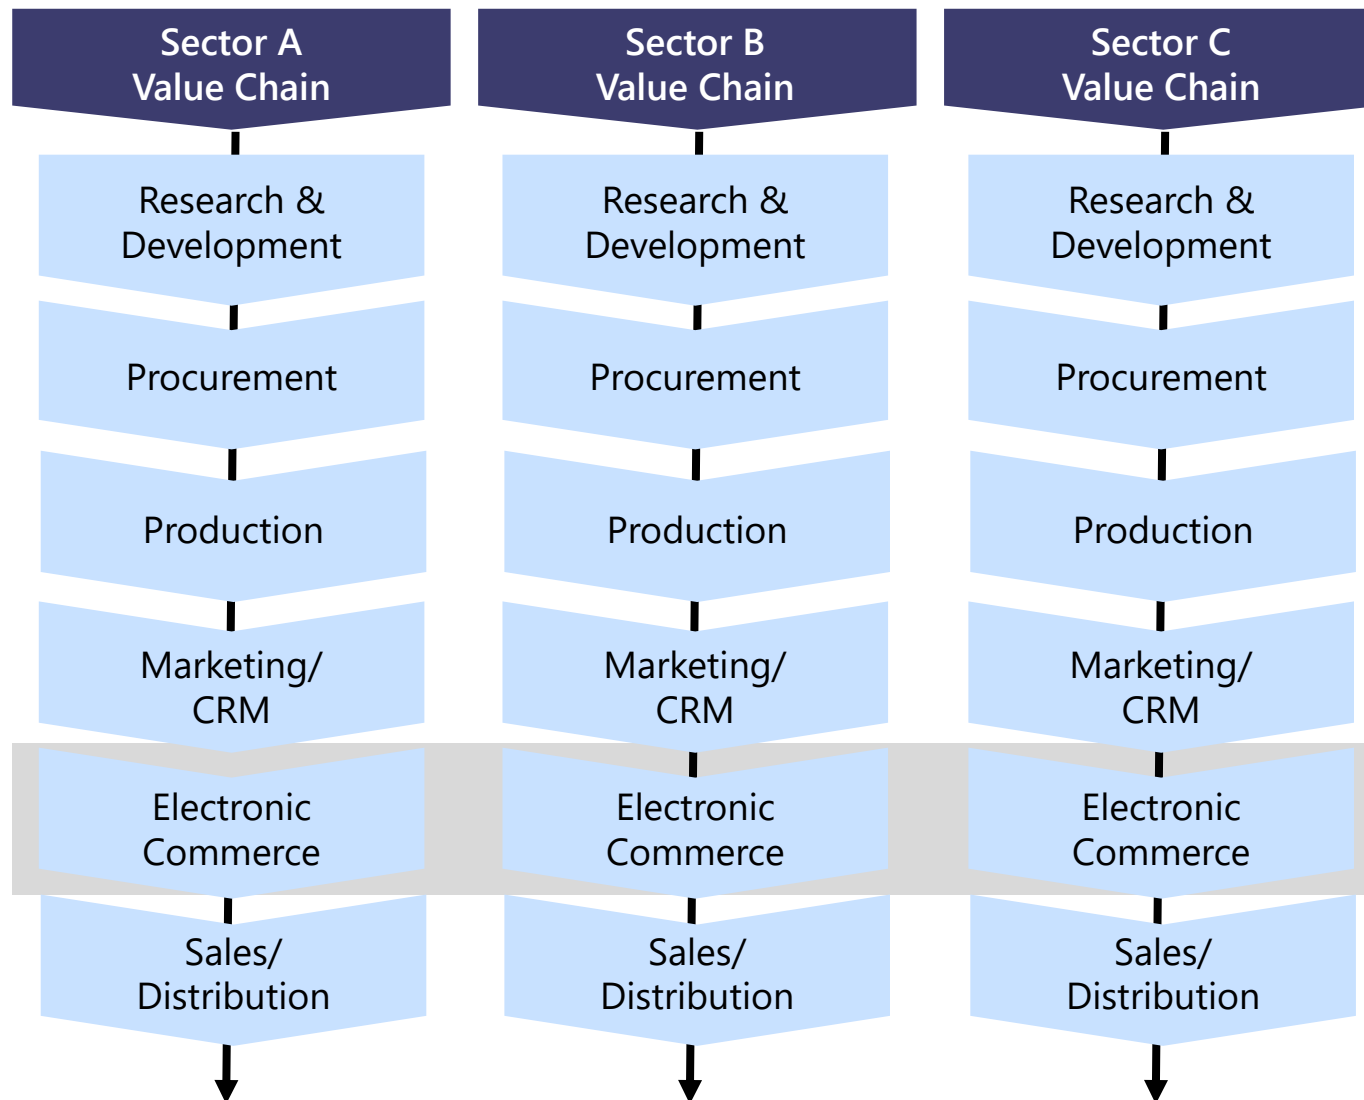 Sector A
Value Chain
Sector B
Value Chain
Sector C
Value Chain
Research &
Development
Research &
Development
Research &
Development
Procurement
Procurement
Procurement
Production
Production
Production
Marketing/
CRM
Marketing/
CRM
Marketing/
CRM
Electronic
Commerce
Electronic
Commerce
Electronic
Commerce
Sales/
Distribution
Sales/
Distribution
Sales/
Distribution